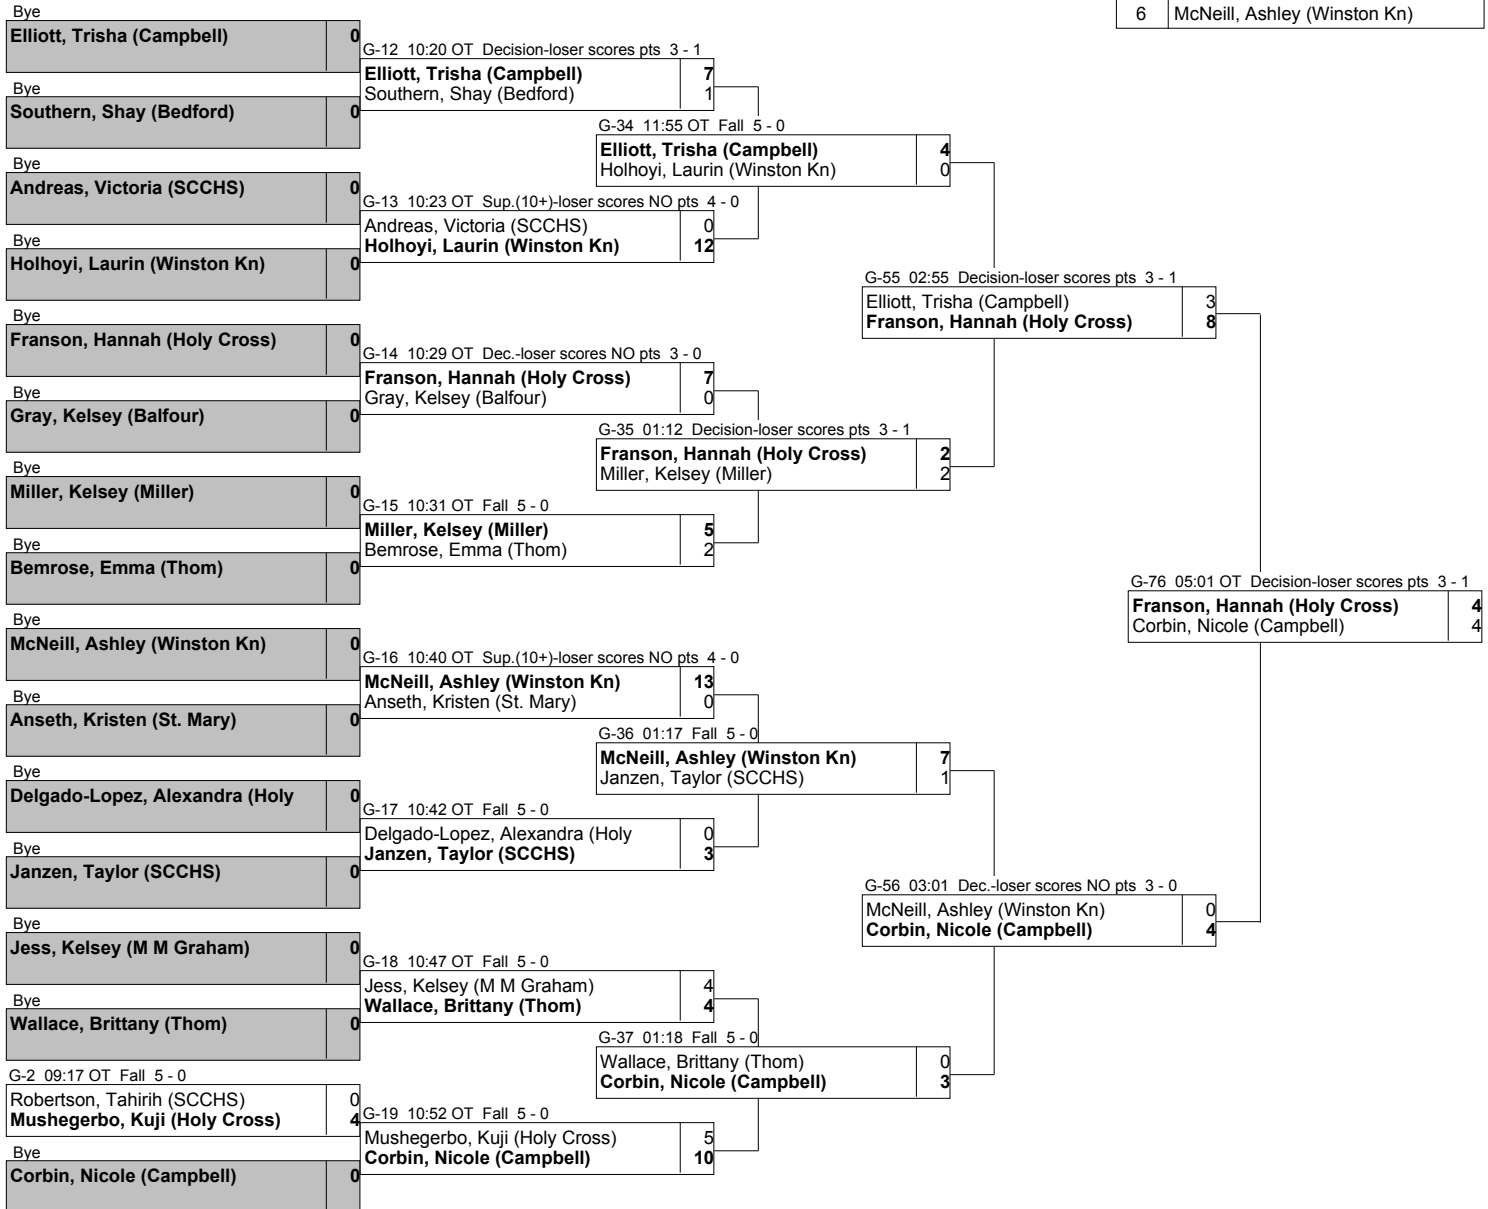 6 McNeill, Ashley (Winston Kn)
Bye
Elliott, Trisha (Campbell) 0
Bye
Southern, Shay (Bedford) 0
Bye
Andreas, Victoria (SCCHS) 0
Bye
Holhoyi, Laurin (Winston Kn) 0
Bye
Franson, Hannah (Holy Cross) 0
Bye
Gray, Kelsey (Balfour) 0
Bye
Miller, Kelsey (Miller) 0
Bye
Bemrose, Emma (Thom) 0
Bye
McNeill, Ashley (Winston Kn) 0
Bye
Anseth, Kristen (St. Mary) 0
Bye
Delgado-Lopez, Alexandra (Holy 0
Bye
Janzen, Taylor (SCCHS) 0
Bye
Jess, Kelsey (M M Graham) 0
Bye
Wallace, Brittany (Thom) 0
G-2 09:17 OT Fall 5 - 0
Robertson, Tahirih (SCCHS) 0
Mushegerbo, Kuji (Holy Cross) 4
Bye
Corbin, Nicole (Campbell) 0
G-12 10:20 OT Decision-loser scores pts 3 - 1
Elliott, Trisha (Campbell) 7
Southern, Shay (Bedford) 1
G-13 10:23 OT Sup.(10+)-loser scores NO pts 4 - 0
Andreas, Victoria (SCCHS) 0
Holhoyi, Laurin (Winston Kn) 12
G-14 10:29 OT Dec.-loser scores NO pts 3 - 0
Franson, Hannah (Holy Cross) 7
Gray, Kelsey (Balfour) 0
G-15 10:31 OT Fall 5 - 0
Miller, Kelsey (Miller) 5
Bemrose, Emma (Thom) 2
G-16 10:40 OT Sup.(10+)-loser scores NO pts 4 - 0
McNeill, Ashley (Winston Kn) 13
Anseth, Kristen (St. Mary) 0
G-17 10:42 OT Fall 5 - 0
Delgado-Lopez, Alexandra (Holy 0
Janzen, Taylor (SCCHS) 3
G-18 10:47 OT Fall 5 - 0
Jess, Kelsey (M M Graham) 4
Wallace, Brittany (Thom) 4
G-19 10:52 OT Fall 5 - 0
Mushegerbo, Kuji (Holy Cross) 5
Corbin, Nicole (Campbell) 10
G-34 11:55 OT Fall 5 - 0
Elliott, Trisha (Campbell) 4
Holhoyi, Laurin (Winston Kn) 0
G-35 01:12 Decision-loser scores pts 3 - 1
Franson, Hannah (Holy Cross) 2
Miller, Kelsey (Miller) 2
G-36 01:17 Fall 5 - 0
McNeill, Ashley (Winston Kn) 7
Janzen, Taylor (SCCHS) 1
G-37 01:18 Fall 5 - 0
Wallace, Brittany (Thom) 0
Corbin, Nicole (Campbell) 3
G-55 02:55 Decision-loser scores pts 3 - 1
Elliott, Trisha (Campbell) 3
Franson, Hannah (Holy Cross) 8
G-56 03:01 Dec.-loser scores NO pts 3 - 0
McNeill, Ashley (Winston Kn) 0
Corbin, Nicole (Campbell) 4
G-76 05:01 OT Decision-loser scores pts 3 - 1
Franson, Hannah (Holy Cross) 4
Corbin, Nicole (Campbell) 4